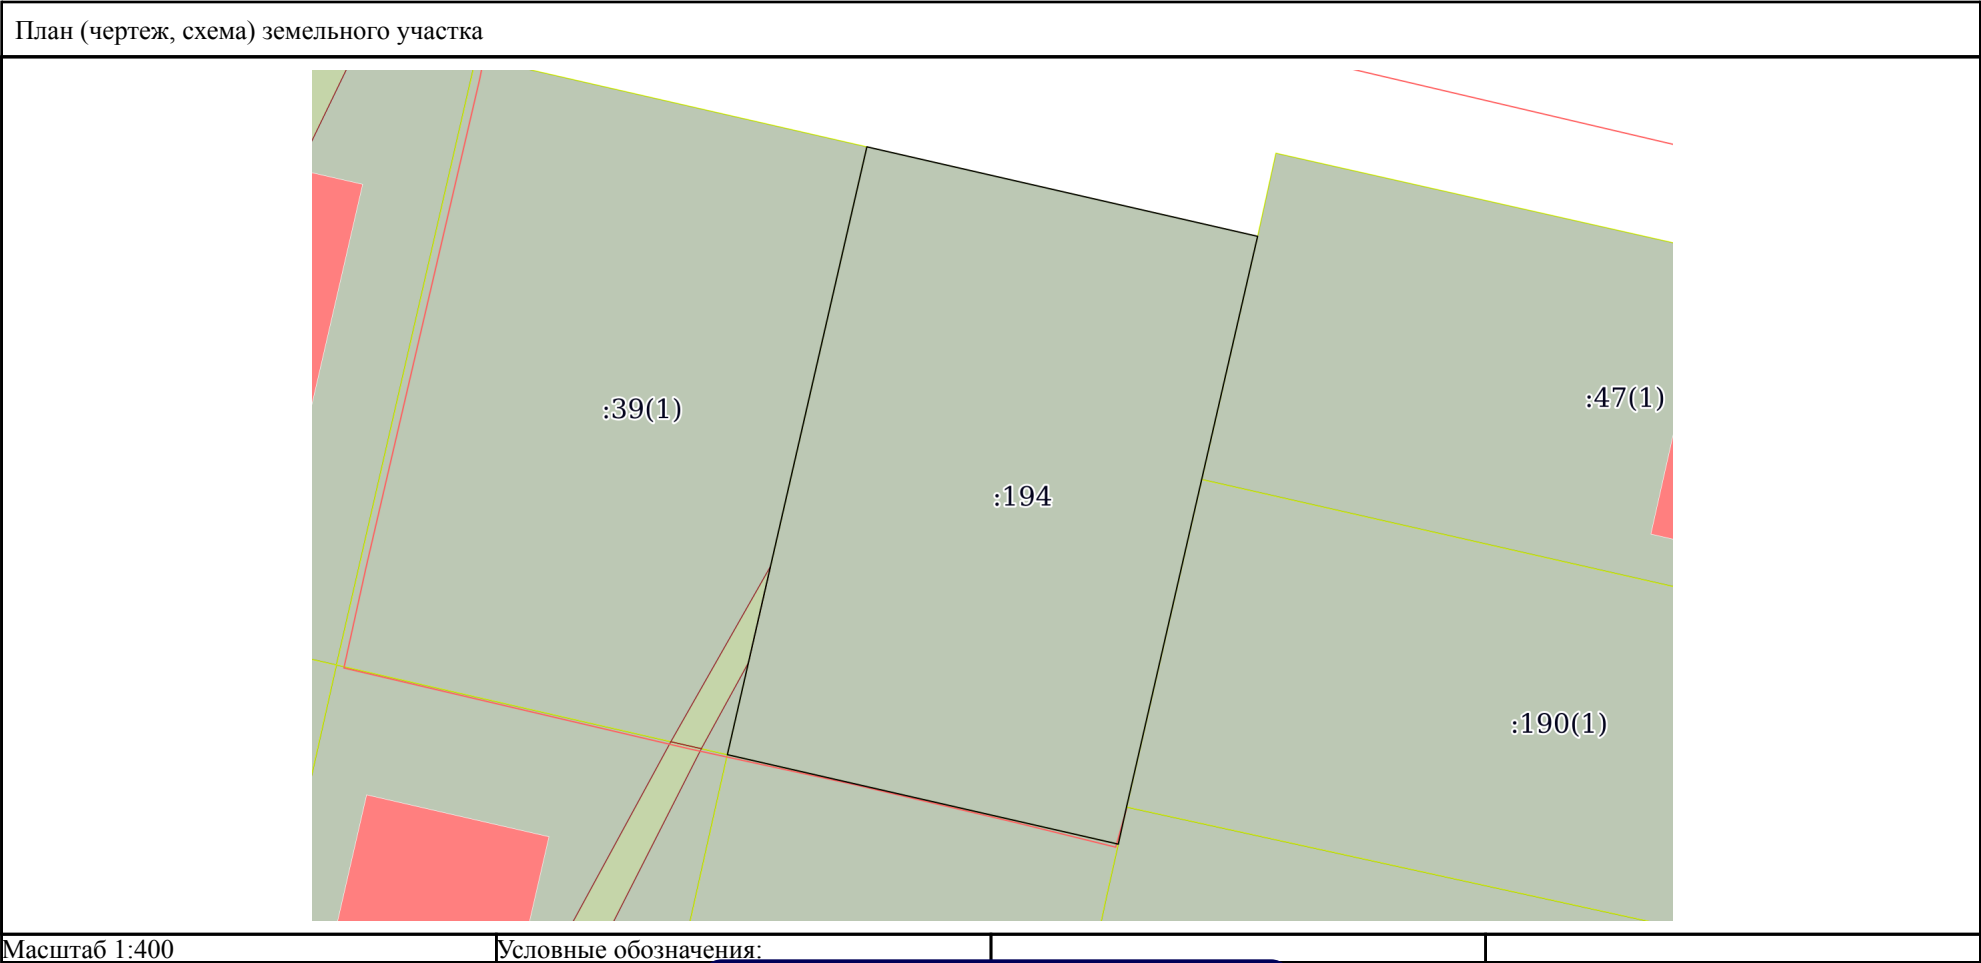 План (чертеж, схема) земельного участка
:39(1)
:47(1)
:194
:190(1)
Масштаб 1:400
Условные обозначения: